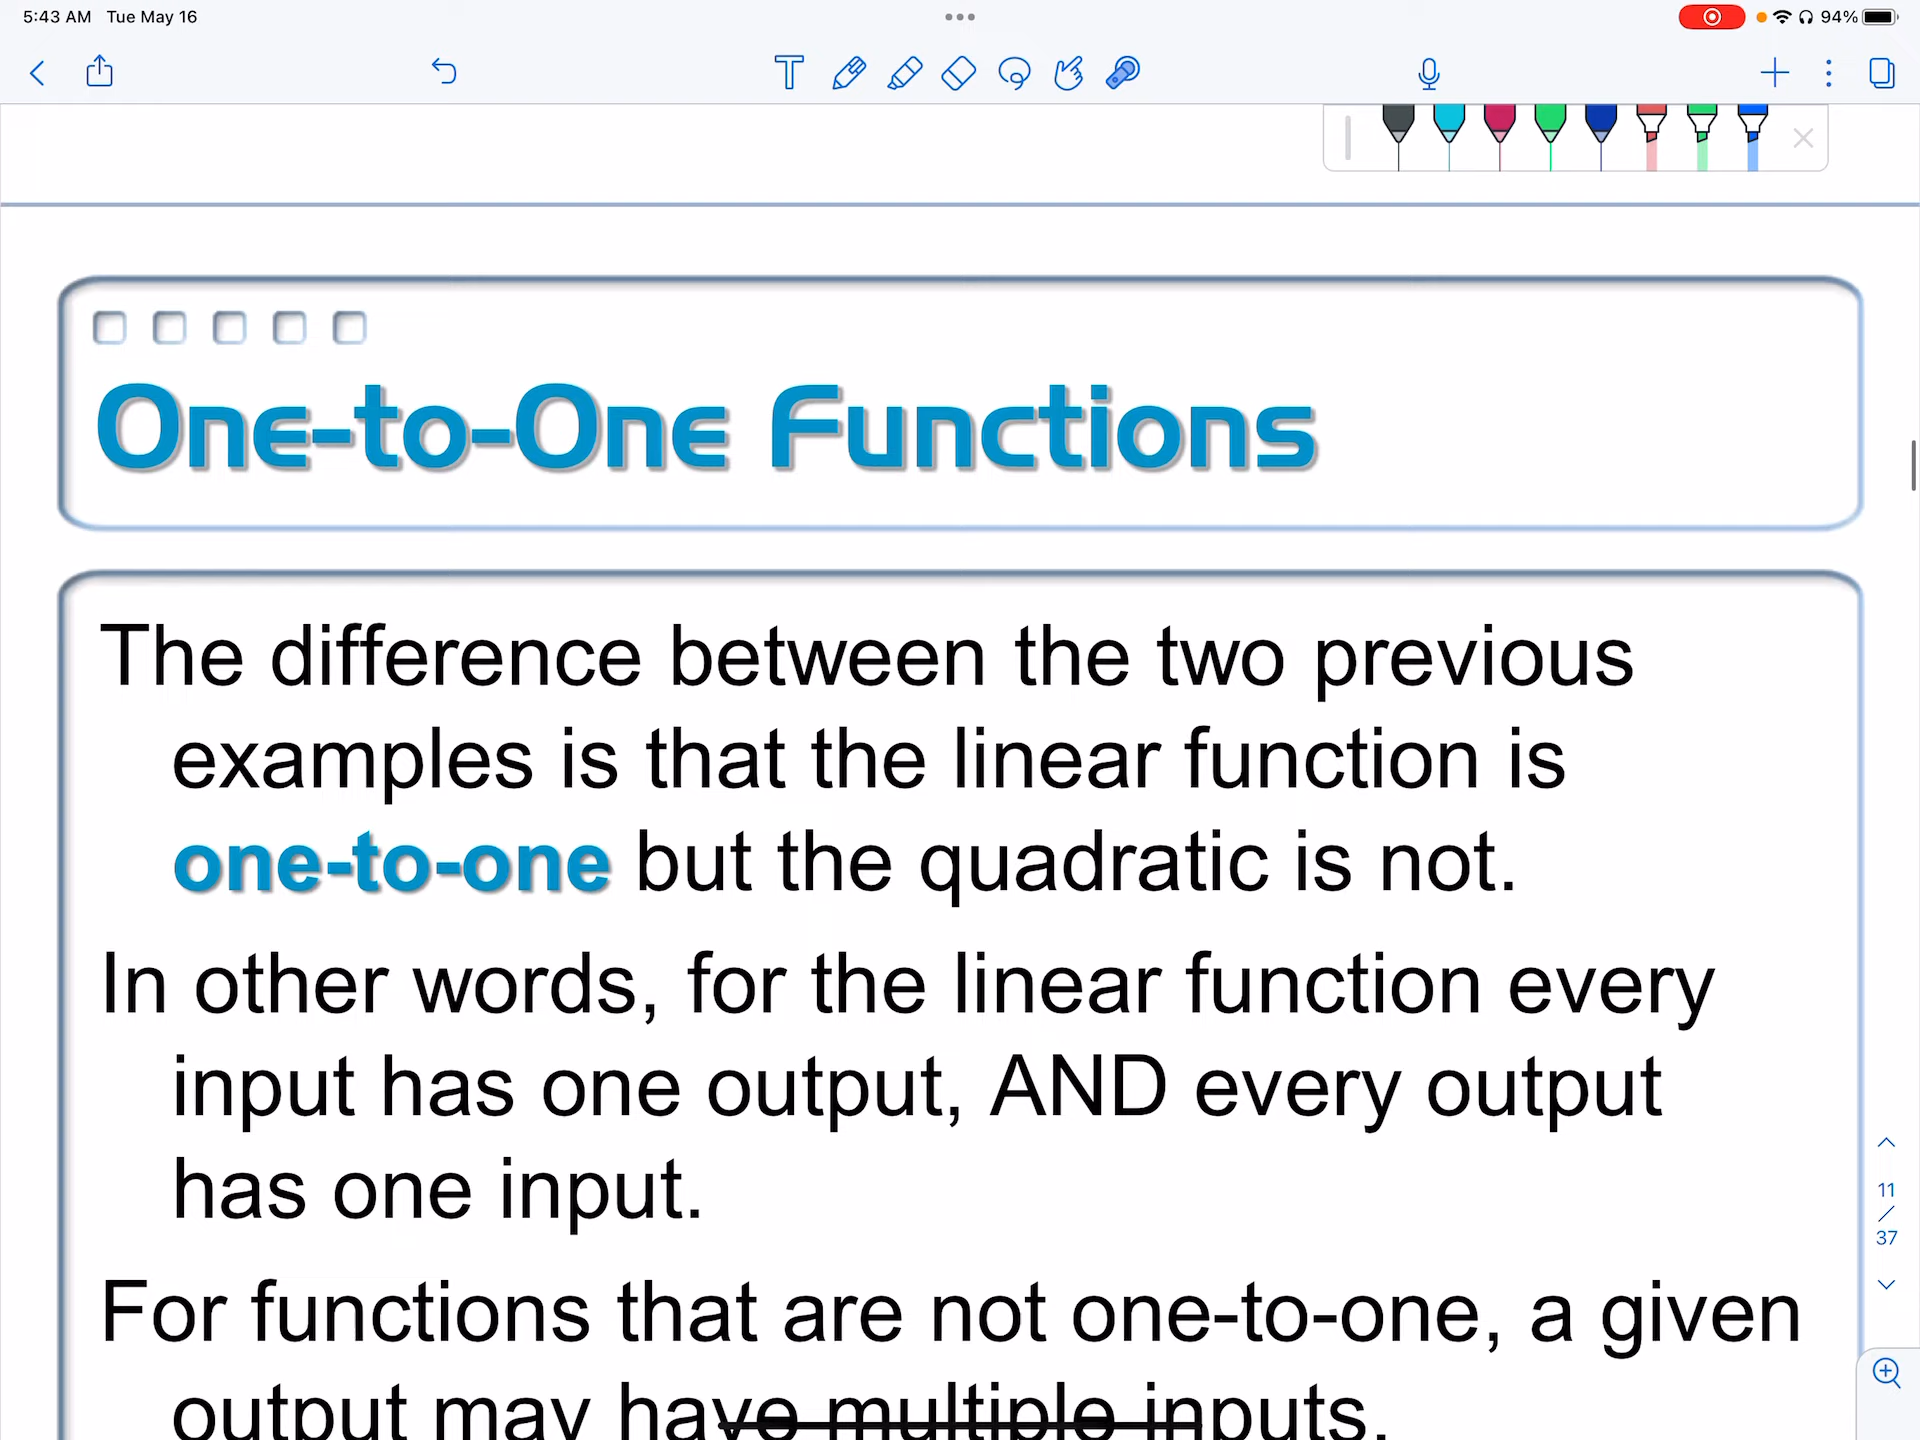 5:43 AM Tue May 16
94%
One-to-One Functions
The difference between the two previous
examples is that the linear function is
one-to-one but the quadratic is not.
In other words, for the linear function every
input has one output, AND every output
has one input.
For functions that are not one-to-one, a given
output may have multiple inputs.
11
/
37